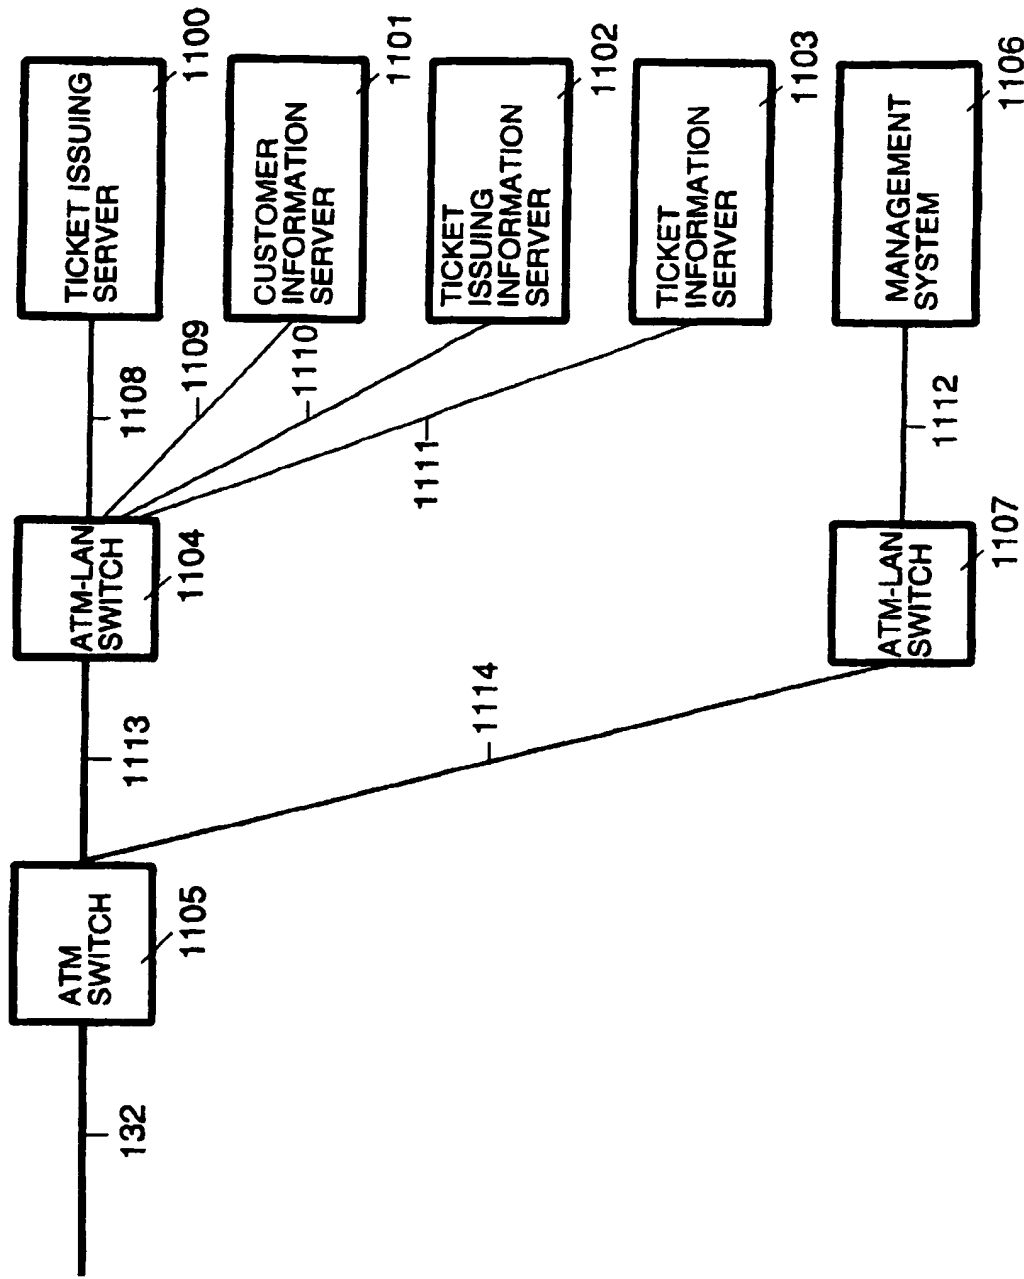 TICKET ISSUING
SERVER
1100
CUSTOMER
INFORMATION
SERVER
1101
TICKET
ISSUING
INFORMATION
SERVER
1102
TICKET
INFORMATION
SERVER
1103
MANAGEMENT
SYSTEM
1106
1108
1109
1110
1111
1112
ATM-LAN
SWITCH
1104
ATM-LAN
SWITCH
1107
1113
1114
ATM
SWITCH
1105
132